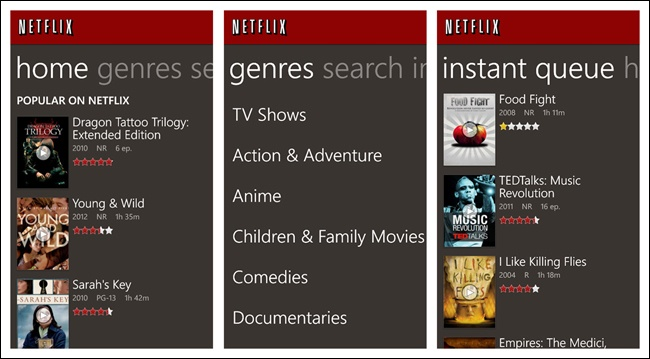 NETFLIX
home genres se
POPULAR ON NETFLIX
DRAGON TATTOO
TRILOGY
Dragon Tattoo Trilogy:
Extended Edition
2010 NR 6 ep.
YOUNG
WILD
Young & Wild
2012 NR 1h 35m
SARAH'S KEY
Sarah's Key
2010 PG-13 1h 42m
NETFLIX
genres search in
TV Shows
Action & Adventure
Anime
Children & Family Movies
Comedies
Documentaries
NETFLIX
instant queue h
FOOD FIGHT
Food Fight
2008 NR 1h 11m
MUSIC
REVOLUTION
TEDTALKS
TEDTalks: Music
Revolution
2011 NR 16 ep.
I LIKE
KILLING
FLIES
I Like Killing Flies
2004 R 1h 18m
EMPIRES
Empires: The Medici,